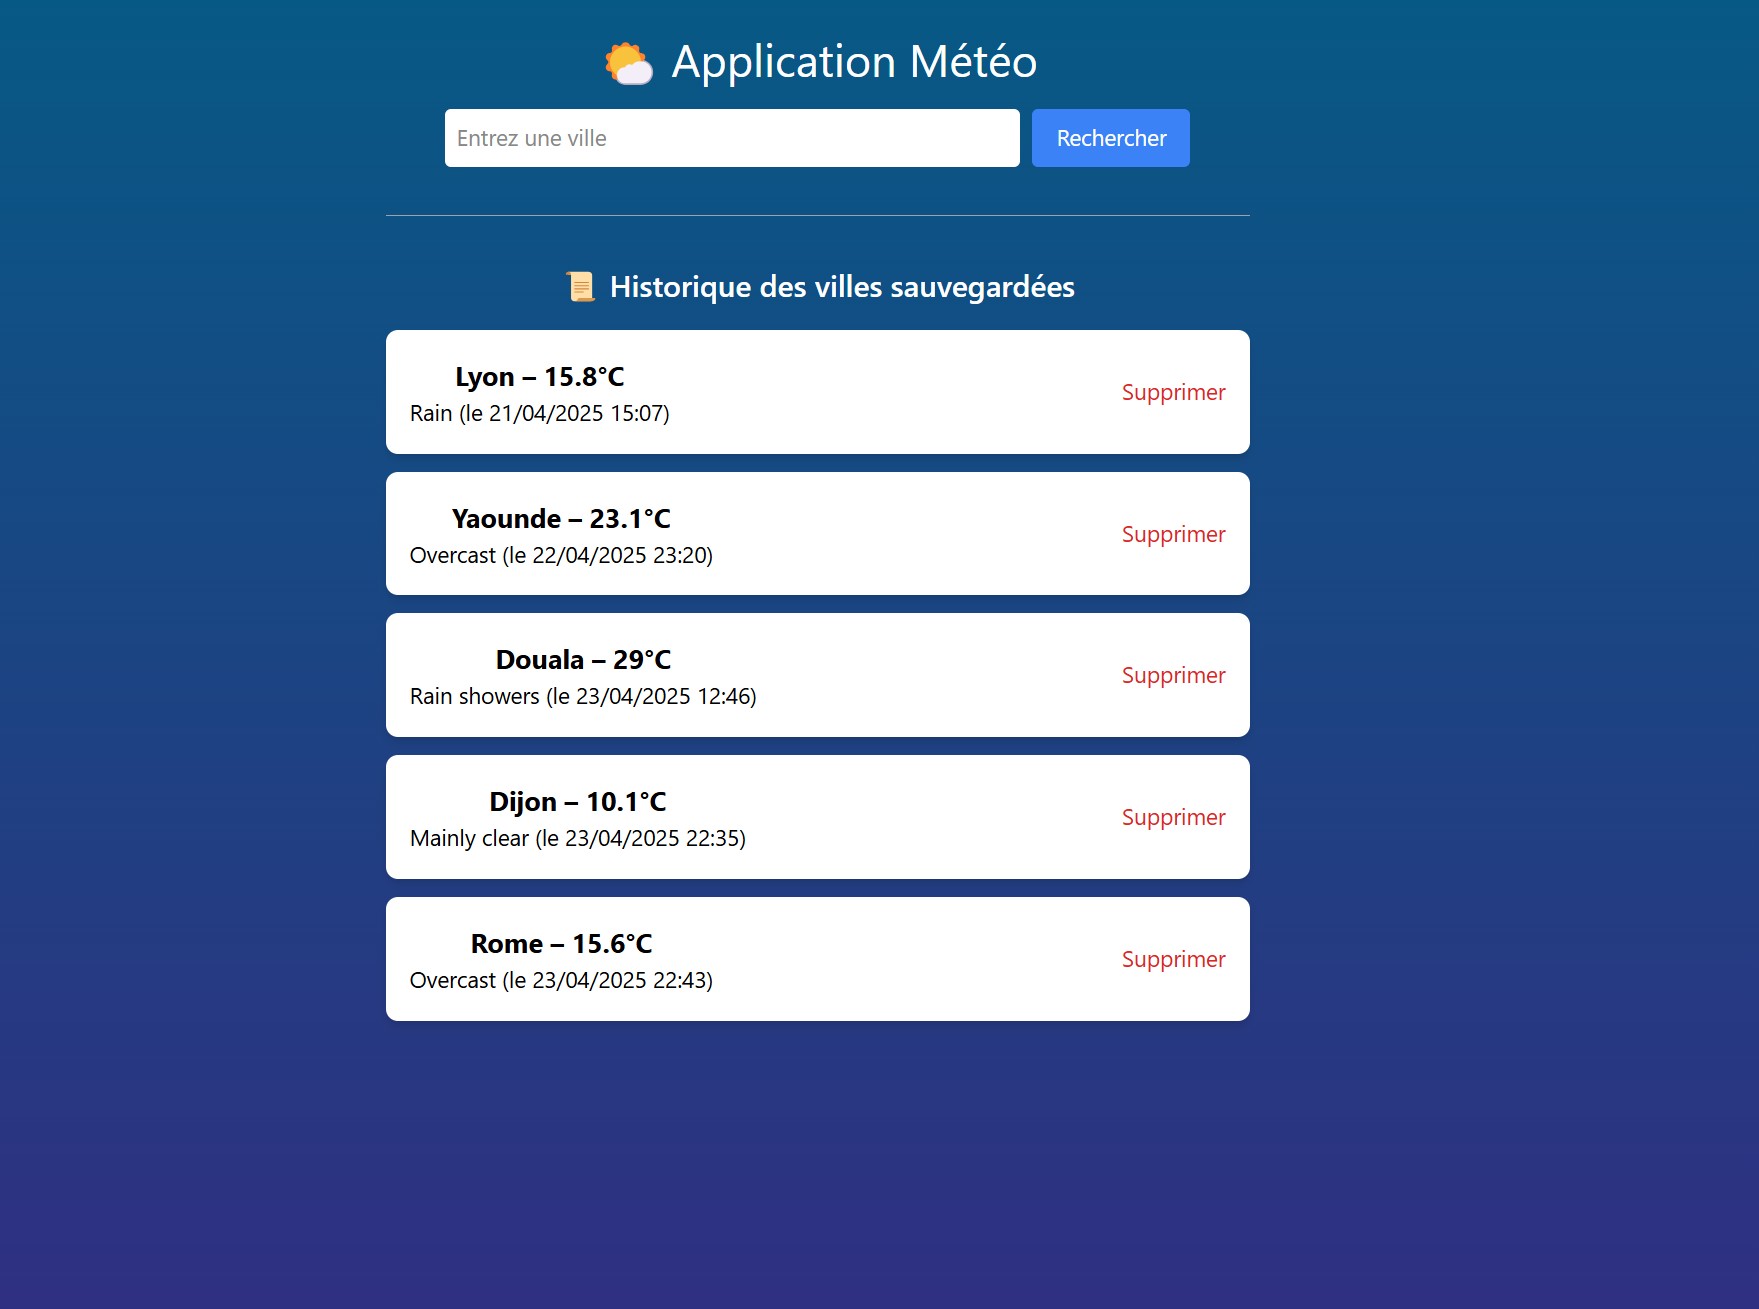 Application Météo
Entrez une ville
Rechercher
Historique des villes sauvegardées
Lyon – 15.8°C
Rain (le 21/04/2025 15:07)
Supprimer
Yaounde – 23.1°C
Overcast (le 22/04/2025 23:20)
Supprimer
Douala – 29°C
Rain showers (le 23/04/2025 12:46)
Supprimer
Dijon – 10.1°C
Mainly clear (le 23/04/2025 22:35)
Supprimer
Rome – 15.6°C
Overcast (le 23/04/2025 22:43)
Supprimer